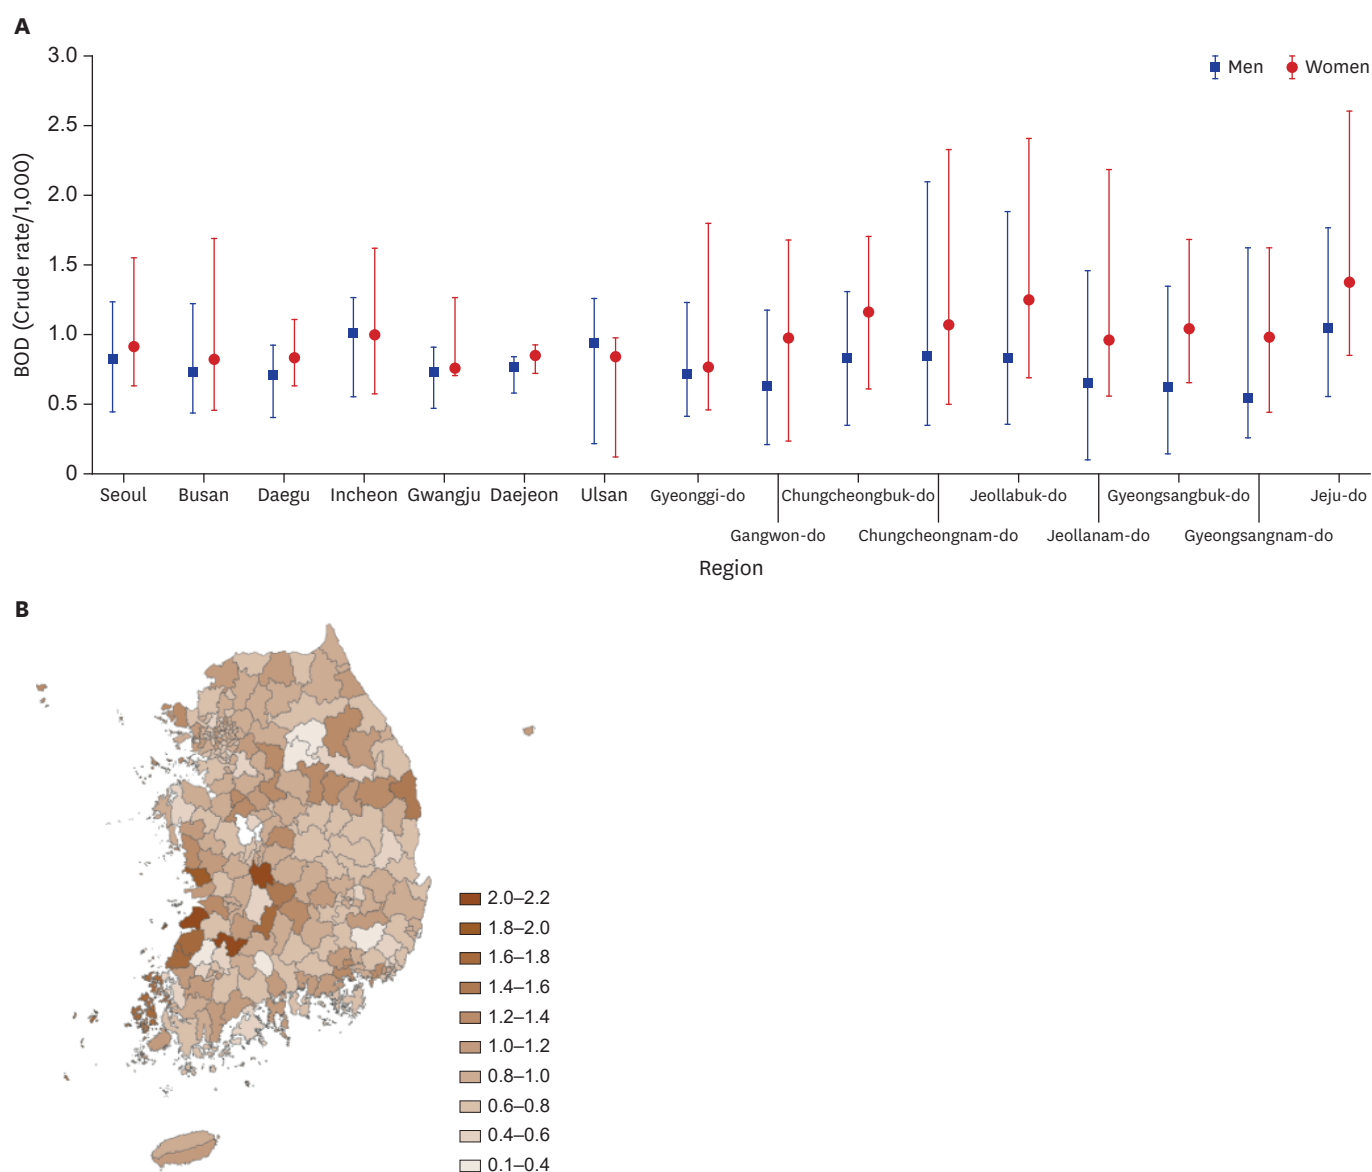 A
3.0
2.5
2.0
1.5
1.0
0.5
0
BOD (Crude rate/1,000)
Men
Women
Seoul
Busan
Daegu
Incheon
Gwangju
Daejeon
Ulsan
Gyeonggi-do
Gangwon-do
Chungcheongbuk-do
Chungcheongnam-do
Jeollabuk-do
Jeollanam-do
Gyeongsangbuk-do
Gyeongsangnam-do
Jeju-do
Region
B
2.0–2.2
1.8–2.0
1.6–1.8
1.4–1.6
1.2–1.4
1.0–1.2
0.8–1.0
0.6–0.8
0.4–0.6
0.1–0.4